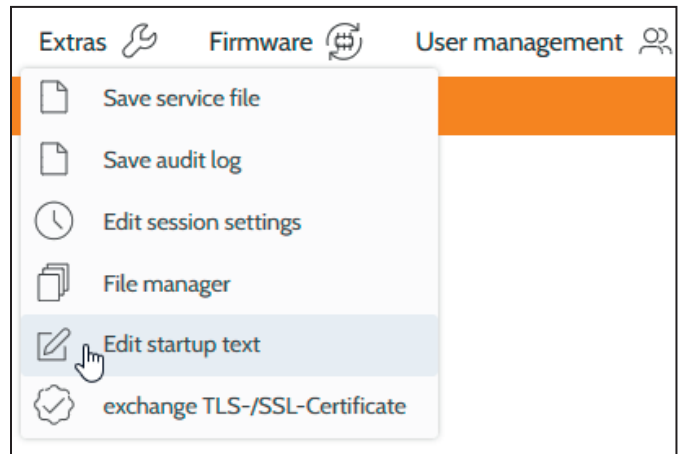 Extras Firmware User management
Save service file
Save audit log
Edit session settings
File manager
Edit startup text
exchange TLS-/SSL-Certificate